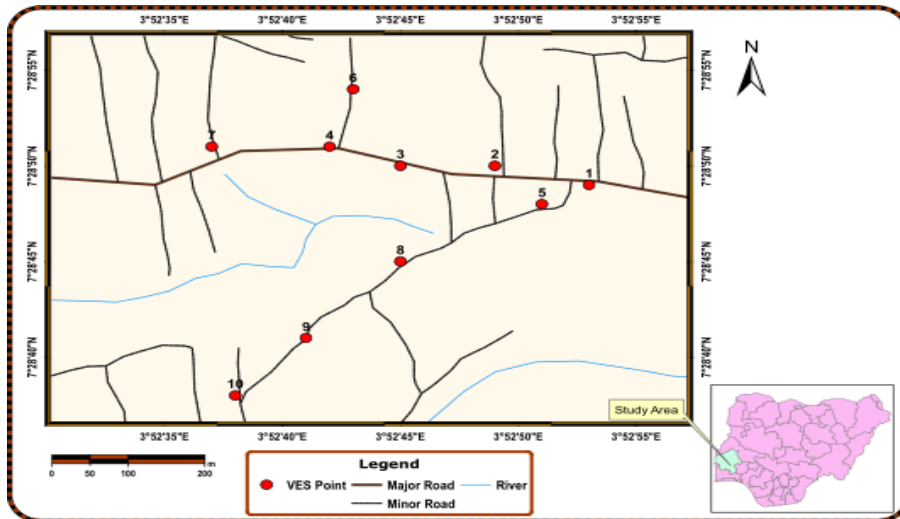 3°52'35"E 3°52'40"E 3°52'45"E 3°52'50"E 3°52'55"E
N
7°28'55"N 7°28'55"N
6
7 4
3 2
7°28'50"N 7°28'50"N
1
5
8
7°28'45"N 7°28'45"N
9
7°28'40"N 7°28'40"N
10
Study Area
3°52'35"E 3°52'40"E 3°52'45"E 3°52'50"E 3°52'55"E
0 50 100 200
m
Legend
VES Point Major Road River
Minor Road